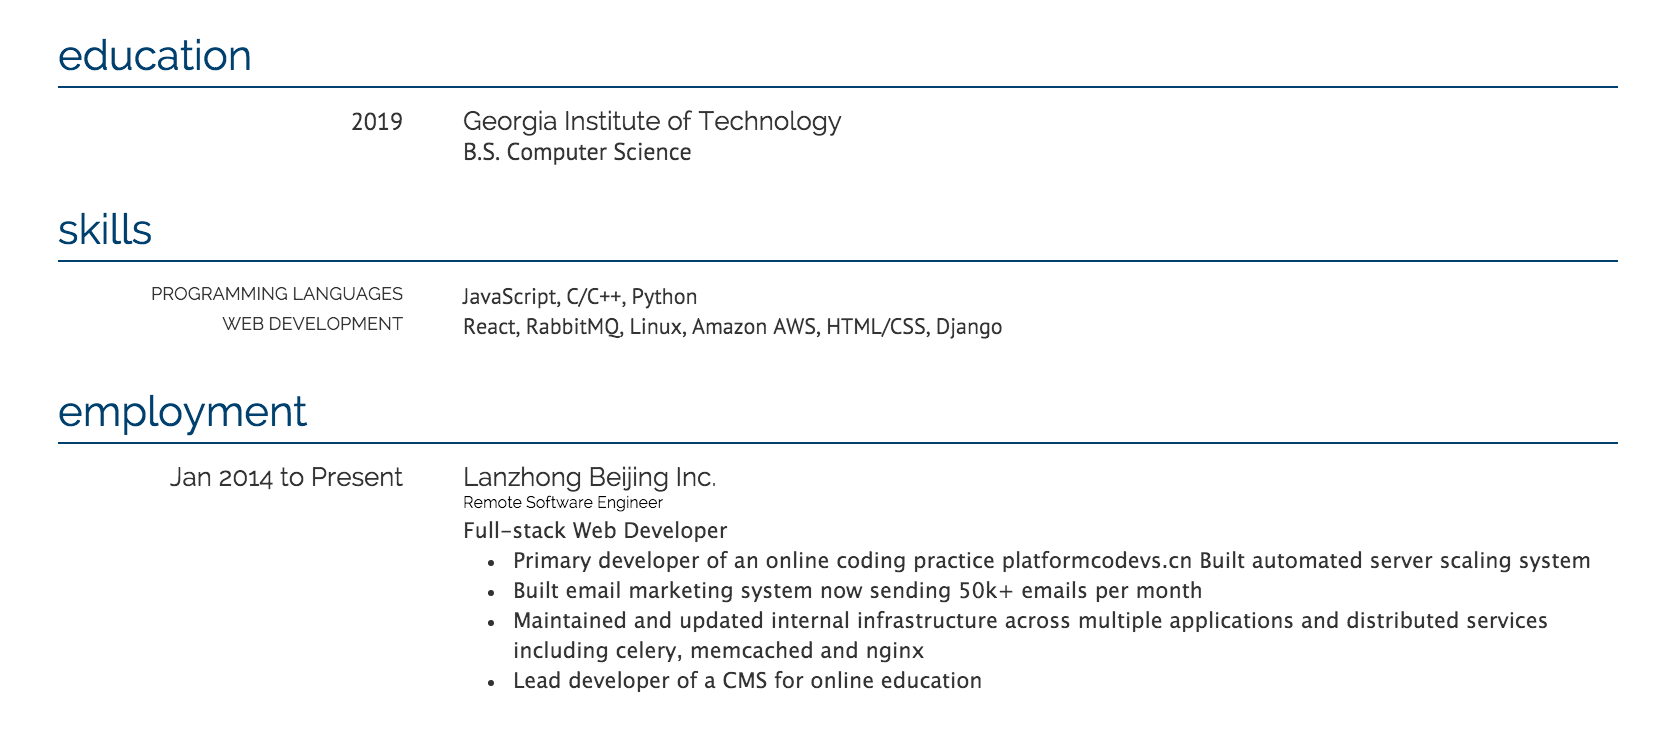 education
2019 Georgia Institute of Technology
B.S. Computer Science
skills
PROGRAMMING LANGUAGES JavaScript, C/C++, Python
WEB DEVELOPMENT React, RabbitMQ, Linux, Amazon AWS, HTML/CSS, Django
employment
Jan 2014 to Present Lanzhong Beijing Inc.
Remote Software Engineer
Full-stack Web Developer
• Primary developer of an online coding practice platformcodevs.cn Built automated server scaling system
• Built email marketing system now sending 50k+ emails per month
• Maintained and updated internal infrastructure across multiple applications and distributed services
including celery, memcached and nginx
• Lead developer of a CMS for online education